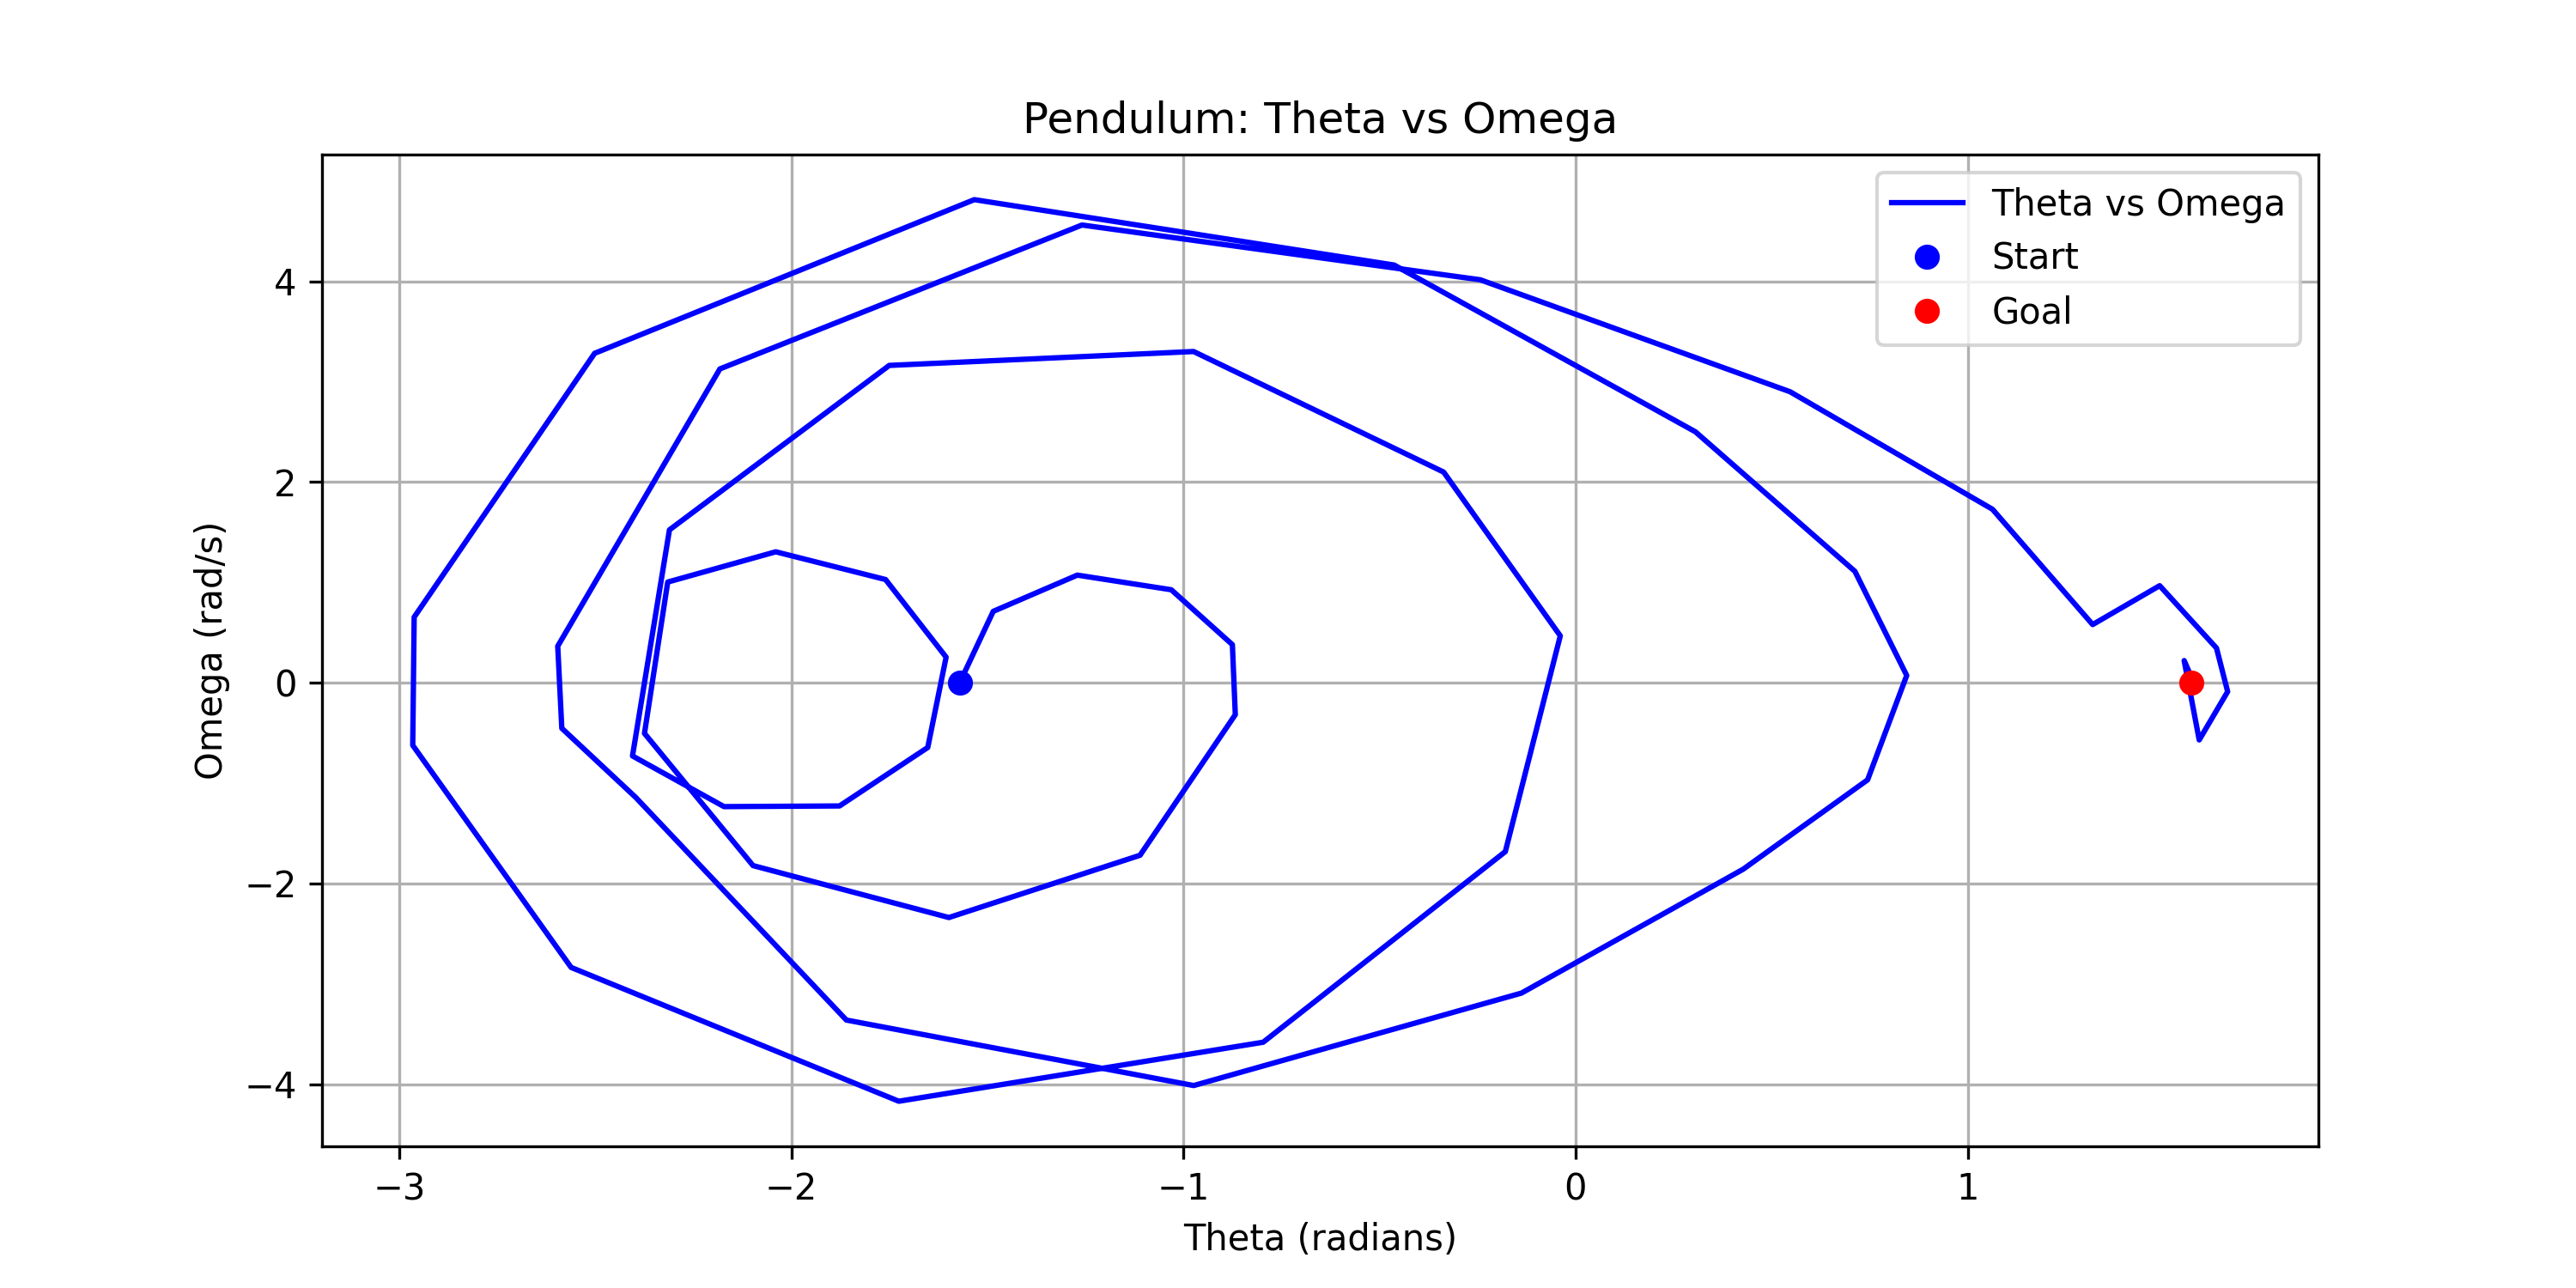 Pendulum: Theta vs Omega
Theta vs Omega
Start
Goal
Omega (rad/s)
4
2
0
−2
−4
−3
−2
−1
0
1
Theta (radians)